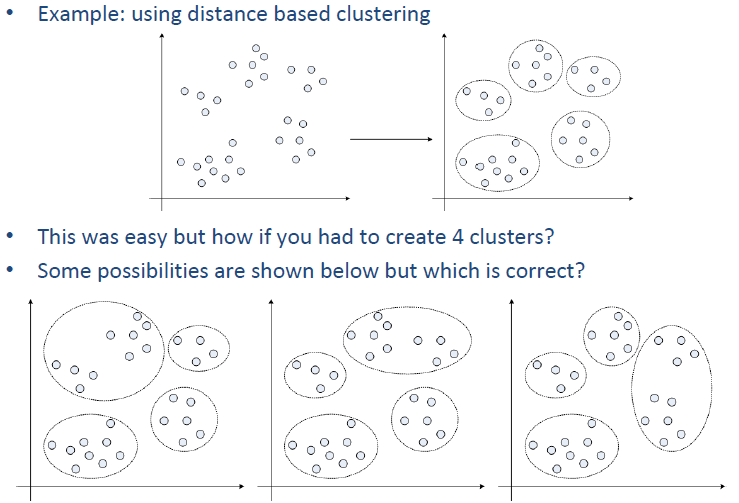 • Example: using distance based clustering
• This was easy but how if you had to create 4 clusters?
• Some possibilities are shown below but which is correct?